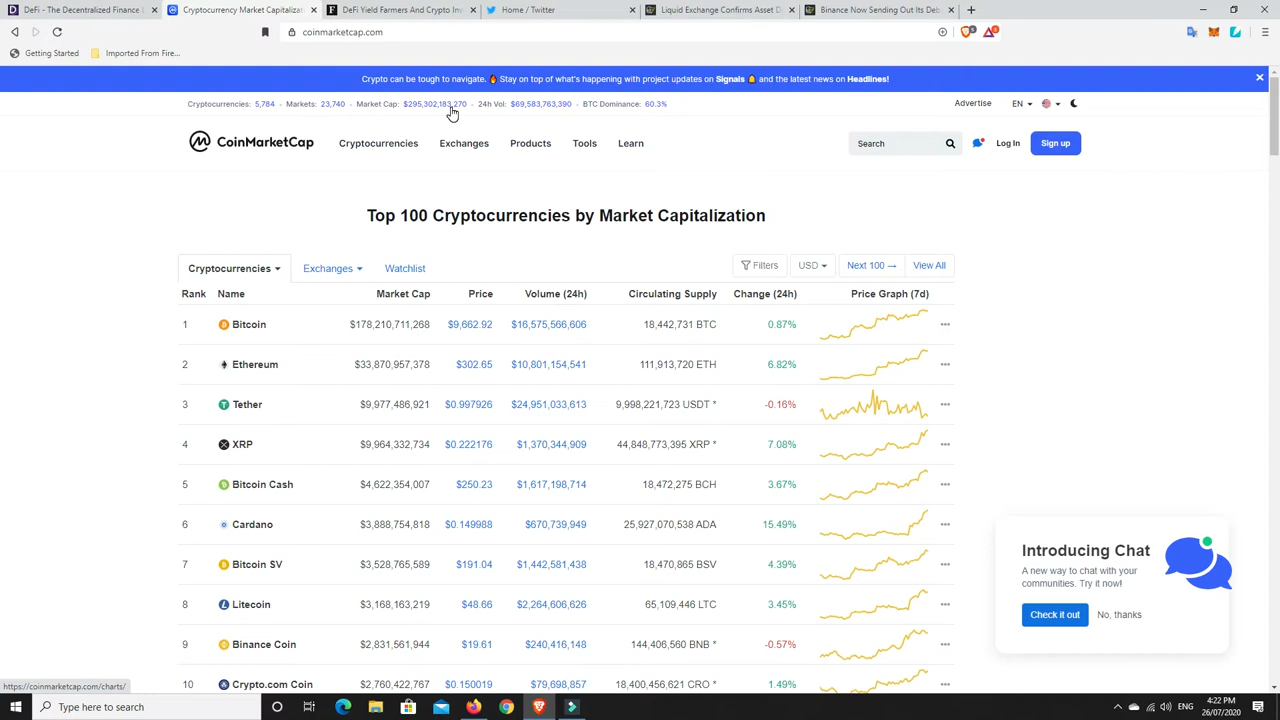 DeFi - The Decentralized Finance L
Cryptocurrency Market Capitalizati
DeFi Yield Farmers And Crypto Inv
Home / Twitter
Liquid Exchange Confirms Asset D
Binance Now Sending Out Its Deb
coinmarketcap.com
Getting Started
Imported From Fire...
Crypto can be tough to navigate. 🔥 Stay on top of what's happening with project updates on Signals 🔔 and the latest news on Headlines!
Cryptocurrencies: 5,784 • Markets: 23,740 • Market Cap: $295,302,183,270 • 24h Vol: $69,583,763,390 • BTC Dominance: 60.3%
Advertise
EN
CoinMarketCap
Cryptocurrencies
Exchanges
Products
Tools
Learn
Search
Log In
Sign up
Top 100 Cryptocurrencies by Market Capitalization
Cryptocurrencies
Exchanges
Watchlist
Filters
USD
Next 100 →
View All
Rank Name Market Cap Price Volume (24h) Circulating Supply Change (24h) Price Graph (7d)
1 Bitcoin $178,210,711,268 $9,662.92 $16,575,566,606 18,442,731 BTC 0.87%
2 Ethereum $33,870,957,378 $302.65 $10,801,154,541 111,913,720 ETH 6.82%
3 Tether $9,977,486,921 $0.997926 $24,951,033,613 9,998,221,723 USDT * -0.16%
4 XRP $9,964,332,734 $0.222176 $1,370,344,909 44,848,773,395 XRP * 7.08%
5 Bitcoin Cash $4,622,354,007 $250.23 $1,617,198,714 18,472,275 BCH 3.67%
6 Cardano $3,888,754,818 $0.149988 $670,739,949 25,927,070,538 ADA 15.49%
7 Bitcoin SV $3,528,765,589 $191.04 $1,442,581,438 18,470,865 BSV 4.39%
8 Litecoin $3,168,163,219 $48.66 $2,264,606,626 65,109,446 LTC 3.45%
9 Binance Coin $2,831,561,944 $19.61 $240,416,148 144,406,560 BNB * -0.57%
10 Crypto.com Coin $2,760,442,767 $0.150019 $79,698,857 18,400,456,621 CRO * 1.49%
Introducing Chat
A new way to chat with your
communities. Try it now!
Check it out
No, thanks
https://coinmarketcap.com/charts/
Type here to search
ENG
4:22 PM
26/07/2020